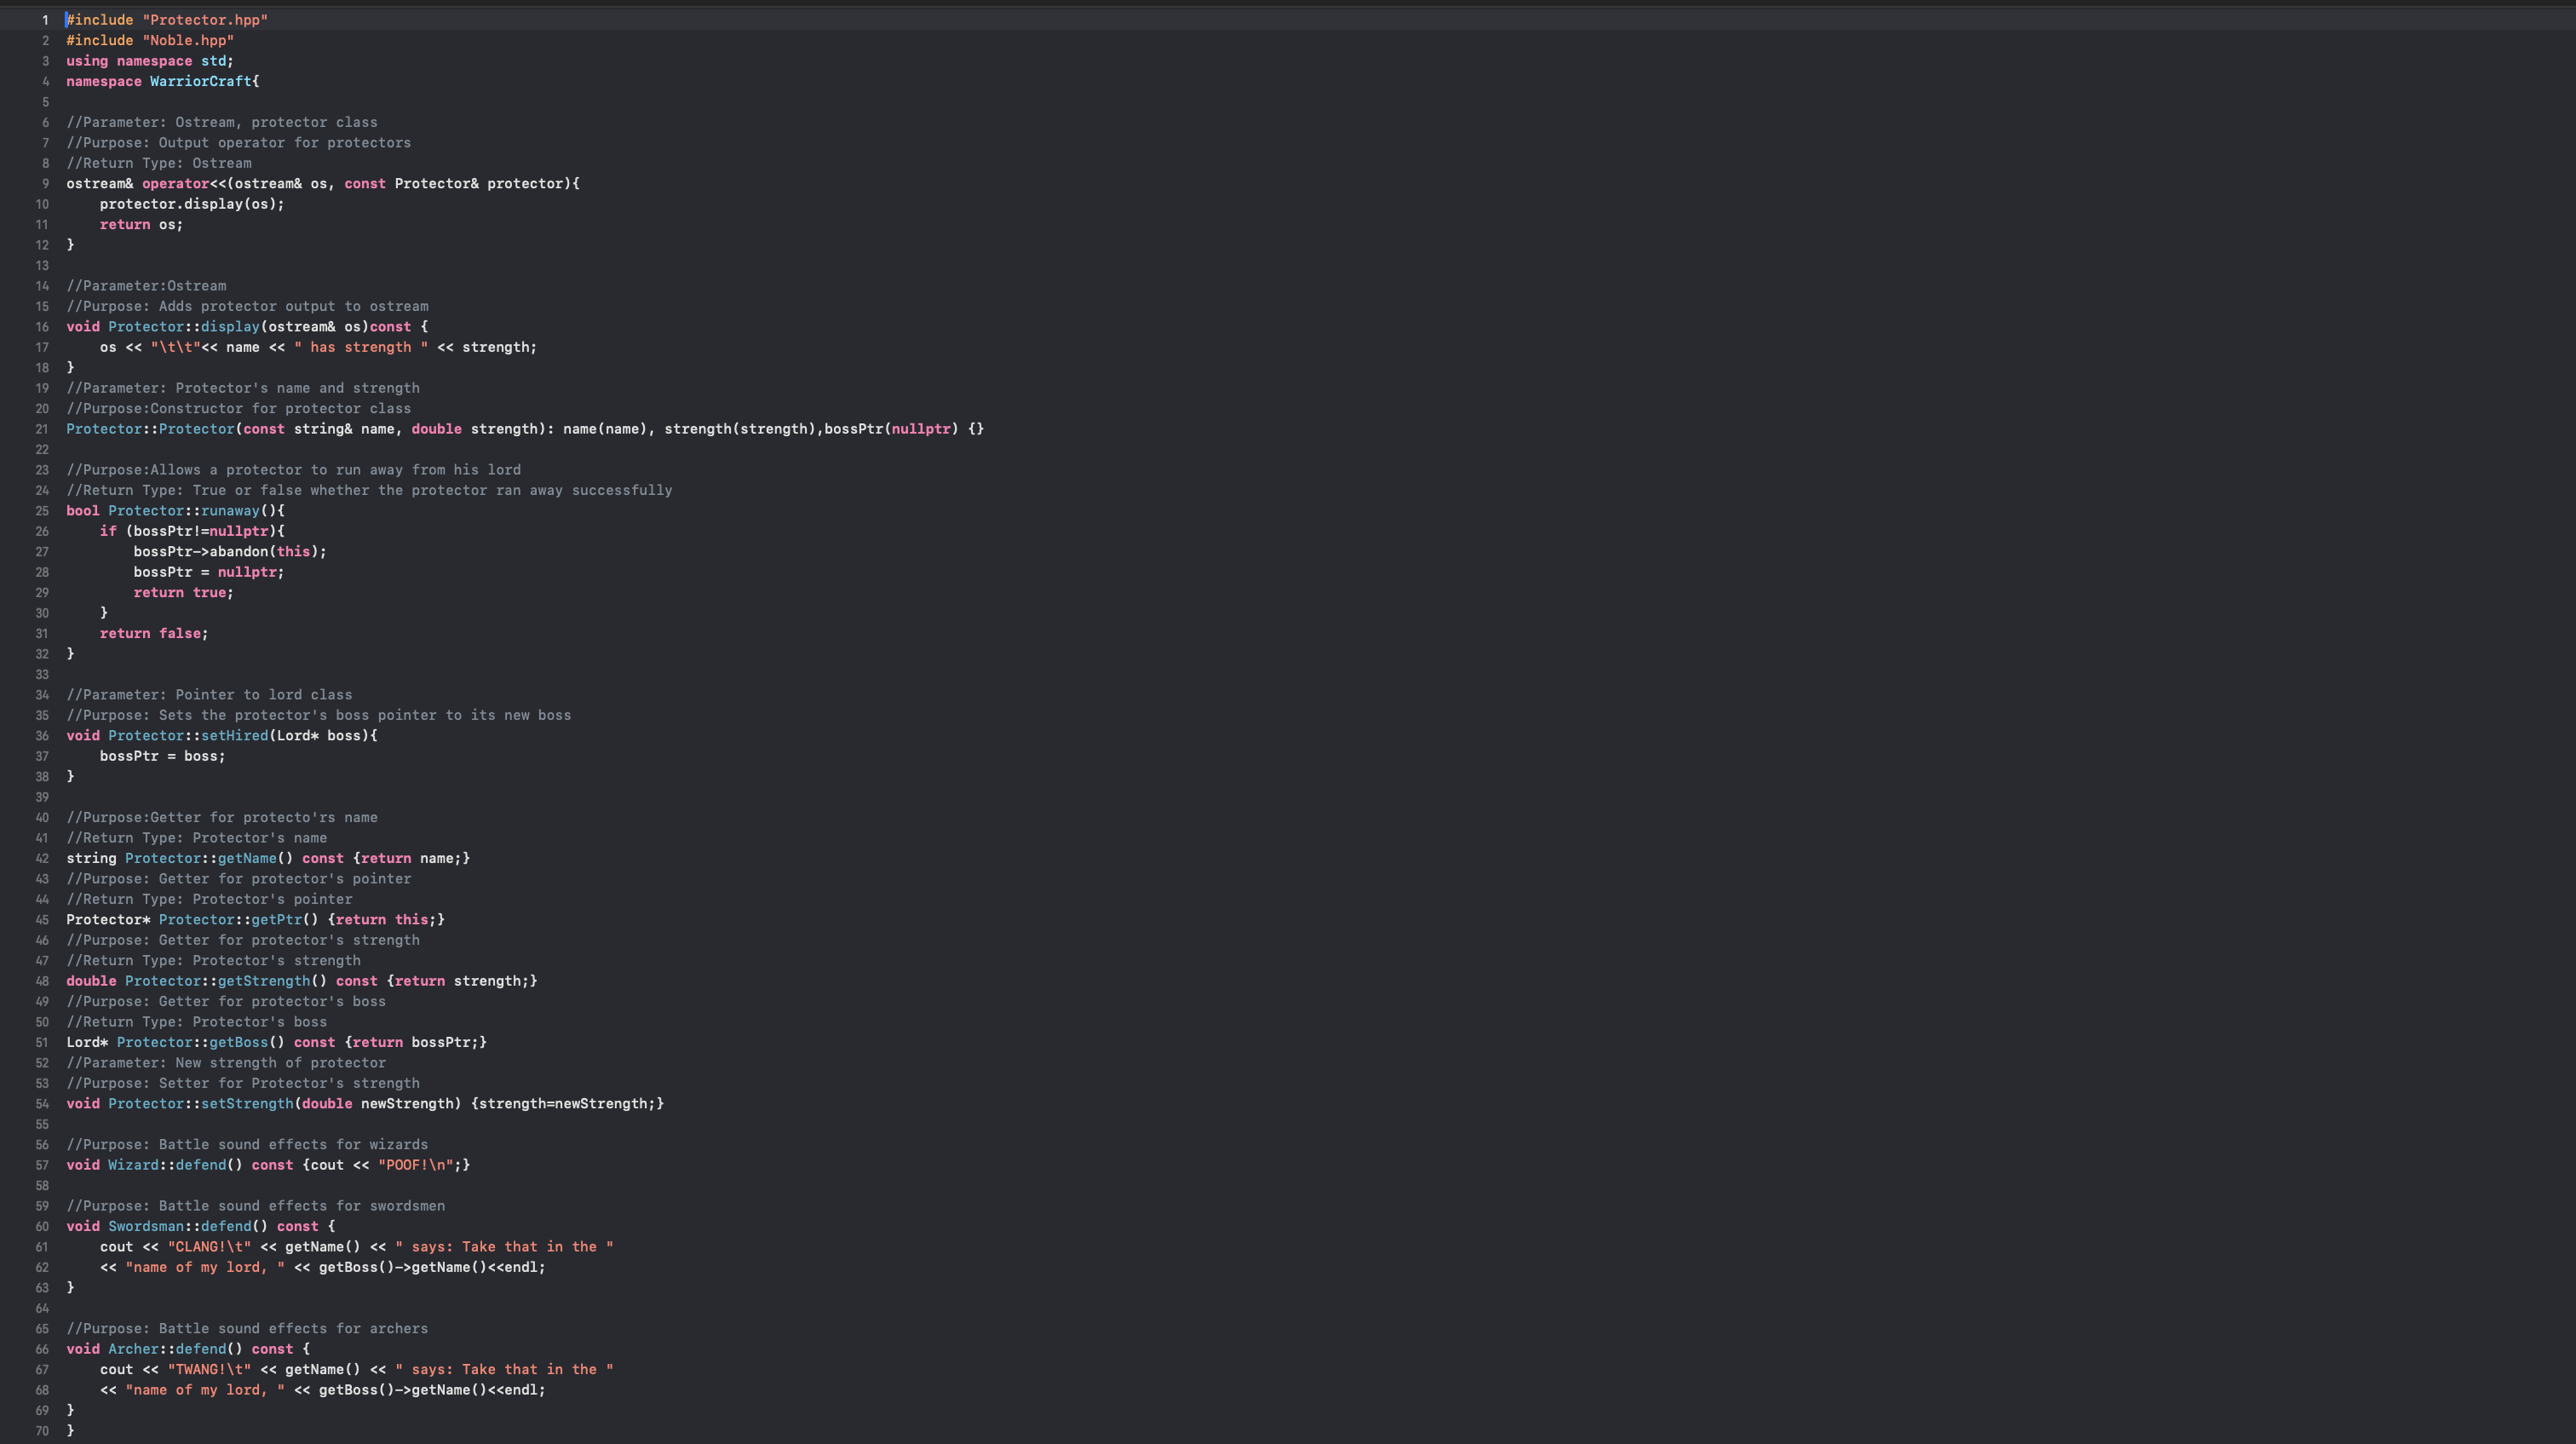 1 #include "Protector.hpp"
2 #include "Noble.hpp"
3 using namespace std;
4 namespace WarriorCraft{
5
6 //Parameter: Ostream, protector class
7 //Purpose: Output operator for protectors
8 //Return Type: Ostream
9 ostream& operator<<(ostream& os, const Protector& protector){
10     protector.display(os);
11     return os;
12 }
13
14 //Parameter:Ostream
15 //Purpose: Adds protector output to ostream
16 void Protector::display(ostream& os)const {
17     os << "\t\t"<< name << " has strength " << strength;
18 }
19 //Parameter: Protector's name and strength
20 //Purpose:Constructor for protector class
21 Protector::Protector(const string& name, double strength): name(name), strength(strength),bossPtr(nullptr) {}
22
23 //Purpose:Allows a protector to run away from his lord
24 //Return Type: True or false whether the protector ran away successfully
25 bool Protector::runaway(){
26     if (bossPtr!=nullptr){
27         bossPtr->abandon(this);
28         bossPtr = nullptr;
29         return true;
30     }
31     return false;
32 }
33
34 //Parameter: Pointer to lord class
35 //Purpose: Sets the protector's boss pointer to its new boss
36 void Protector::setHired(Lord* boss){
37     bossPtr = boss;
38 }
39
40 //Purpose:Getter for protecto'rs name
41 //Return Type: Protector's name
42 string Protector::getName() const {return name;}
43 //Purpose: Getter for protector's pointer
44 //Return Type: Protector's pointer
45 Protector* Protector::getPtr() {return this;}
46 //Purpose: Getter for protector's strength
47 //Return Type: Protector's strength
48 double Protector::getStrength() const {return strength;}
49 //Purpose: Getter for protector's boss
50 //Return Type: Protector's boss
51 Lord* Protector::getBoss() const {return bossPtr;}
52 //Parameter: New strength of protector
53 //Purpose: Setter for Protector's strength
54 void Protector::setStrength(double newStrength) {strength=newStrength;}
55
56 //Purpose: Battle sound effects for wizards
57 void Wizard::defend() const {cout << "POOF!\n";}
58
59 //Purpose: Battle sound effects for swordsmen
60 void Swordsman::defend() const {
61     cout << "CLANG!\t" << getName() << " says: Take that in the "
62     << "name of my lord, " << getBoss()->getName()<<endl;
63 }
64
65 //Purpose: Battle sound effects for archers
66 void Archer::defend() const {
67     cout << "TWANG!\t" << getName() << " says: Take that in the "
68     << "name of my lord, " << getBoss()->getName()<<endl;
69 }
70 }